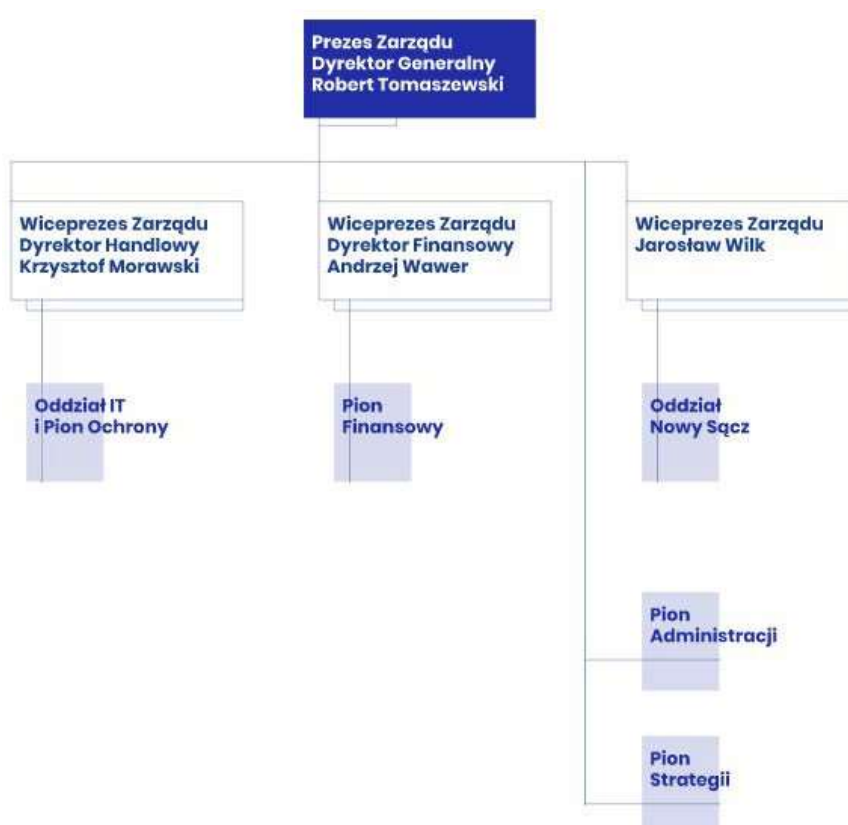 Prezes Zarządu
Dyrektor Generalny
Robert Tomaszewski
Wiceprezes Zarządu
Dyrektor Handlowy
Krzysztof Morawski
Wiceprezes Zarządu
Dyrektor Finansowy
Andrzej Wawer
Wiceprezes Zarządu
Jarosław Wilk
Oddział IT
i Pion Ochrony
Pion
Finansowy
Oddział
Nowy Sącz
Pion
Administracji
Pion
Strategii